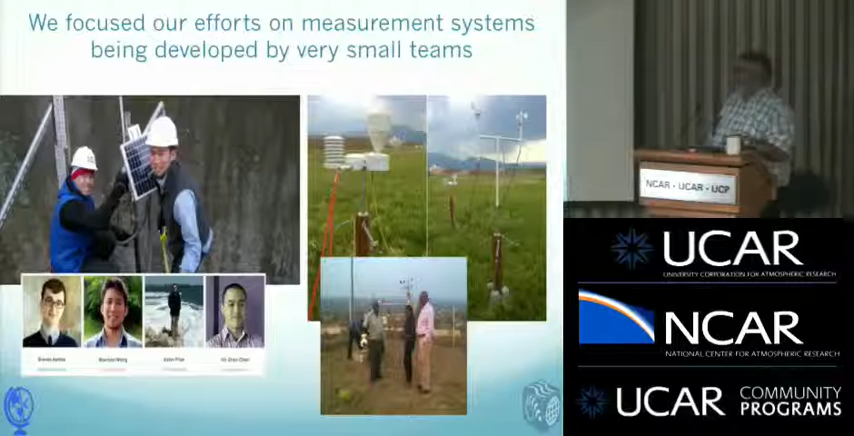 We focused our efforts on measurement systems
being developed by very small teams
NCAR - UCAR - UCP
UCAR
UNIVERSITY CORPORATION FOR ATMOSPHERIC RESEARCH
NCAR
NATIONAL CENTER FOR ATMOSPHERIC RESEARCH
UCAR COMMUNITY
PROGRAMS